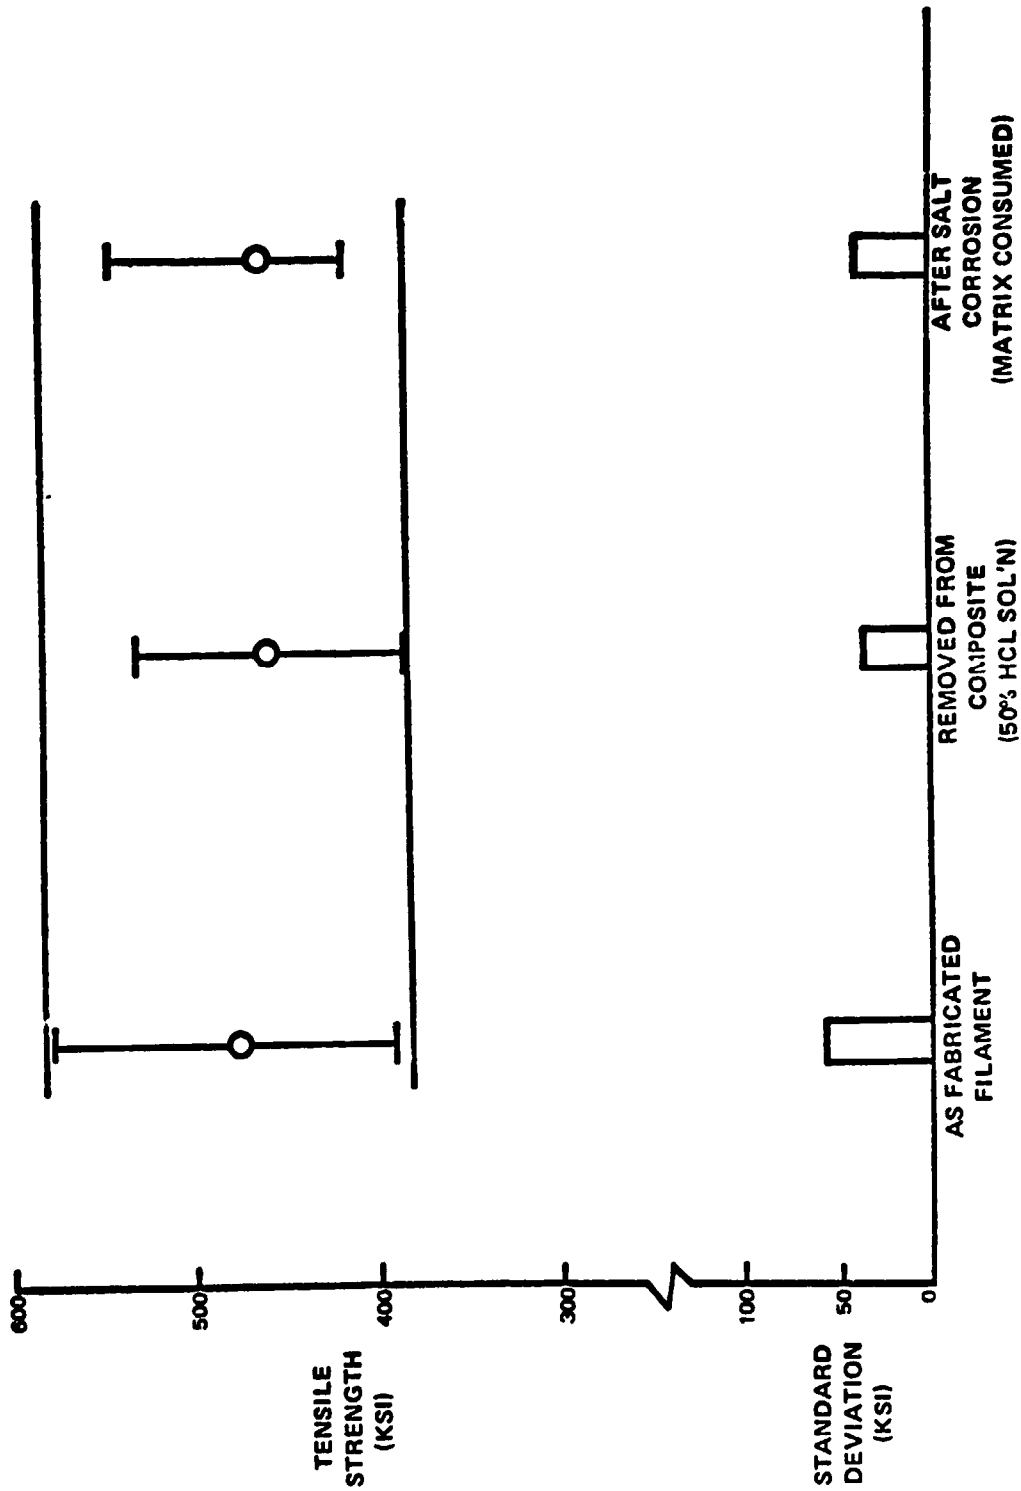 600
500
400
300
100
50
0
TENSILE
STRENGTH
(KSI)
STANDARD
DEVIATION
(KSI)
AS FABRICATED
FILAMENT
REMOVED FROM
COMPOSITE
(50% HCL SOL'N)
AFTER SALT
CORROSION
(MATRIX CONSUMED)